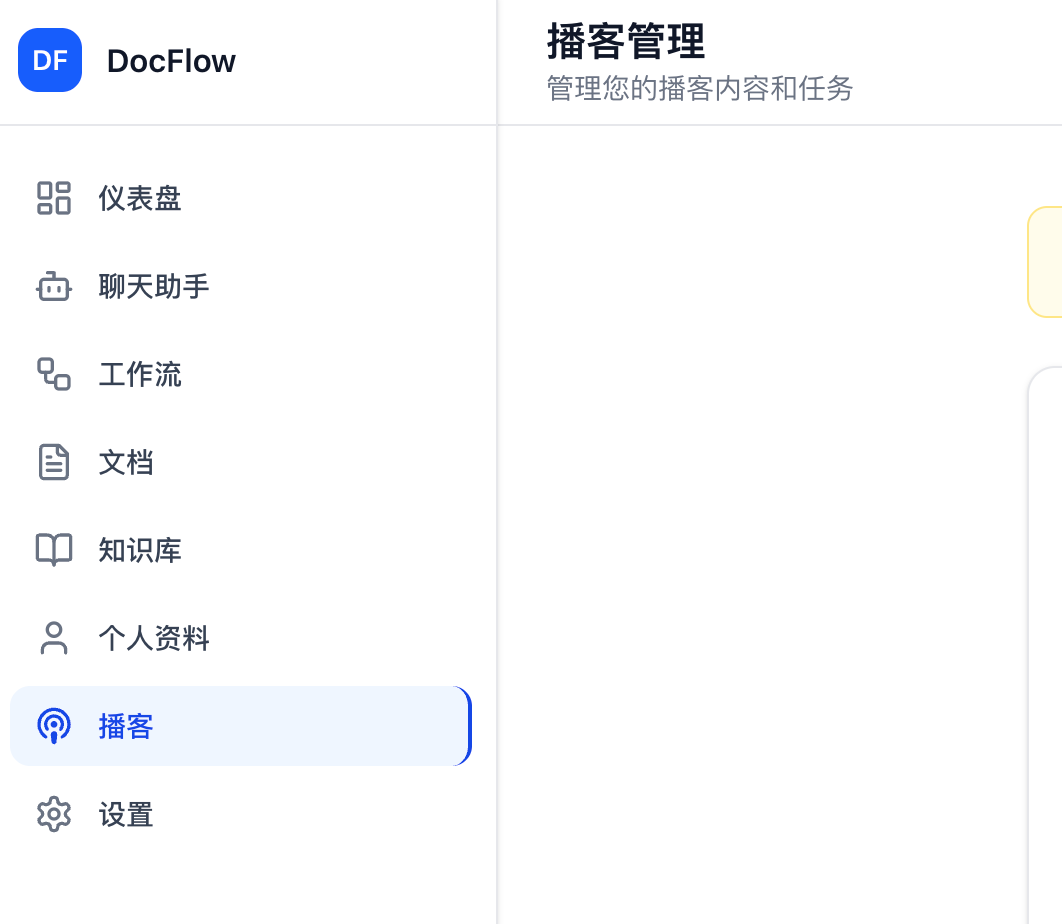 DF
DocFlow
播客管理
管理您的播客内容和任务
仪表盘
聊天助手
工作流
文档
知识库
个人资料
播客
设置